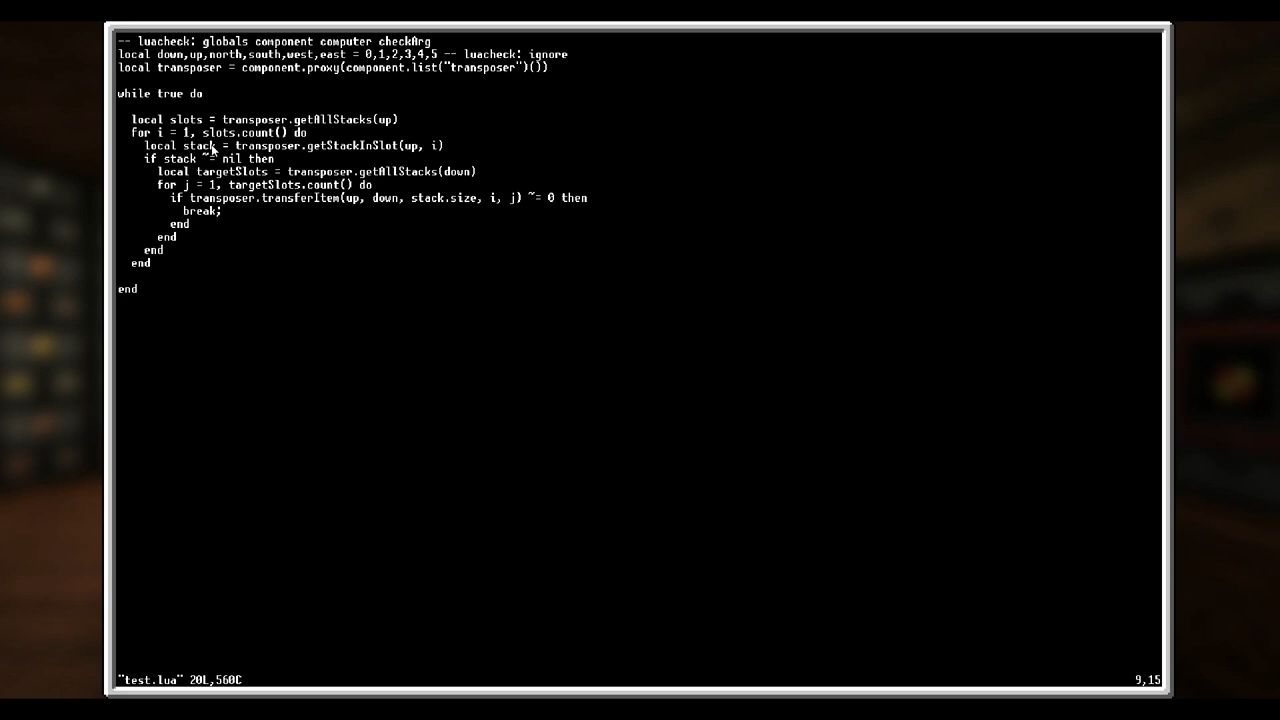 -- luacheck: globals component computer checkArg
local down,up,north,south,west,east = 0,1,2,3,4,5 -- luacheck: ignore
local transposer = component.proxy(component.list("transposer")())
while true do
local slots = transposer.getAllStacks(up)
for i = 1, slots.count() do
local stack = transposer.getStackInSlot(up, i)
if stack ~= nil then
local targetSlots = transposer.getAllStacks(down)
for j = 1, targetSlots.count() do
if transposer.transferItem(up, down, stack.size, i, j) ~= 0 then
break;
end
end
end
end
end
"test.lua" 20L,560C 9,15